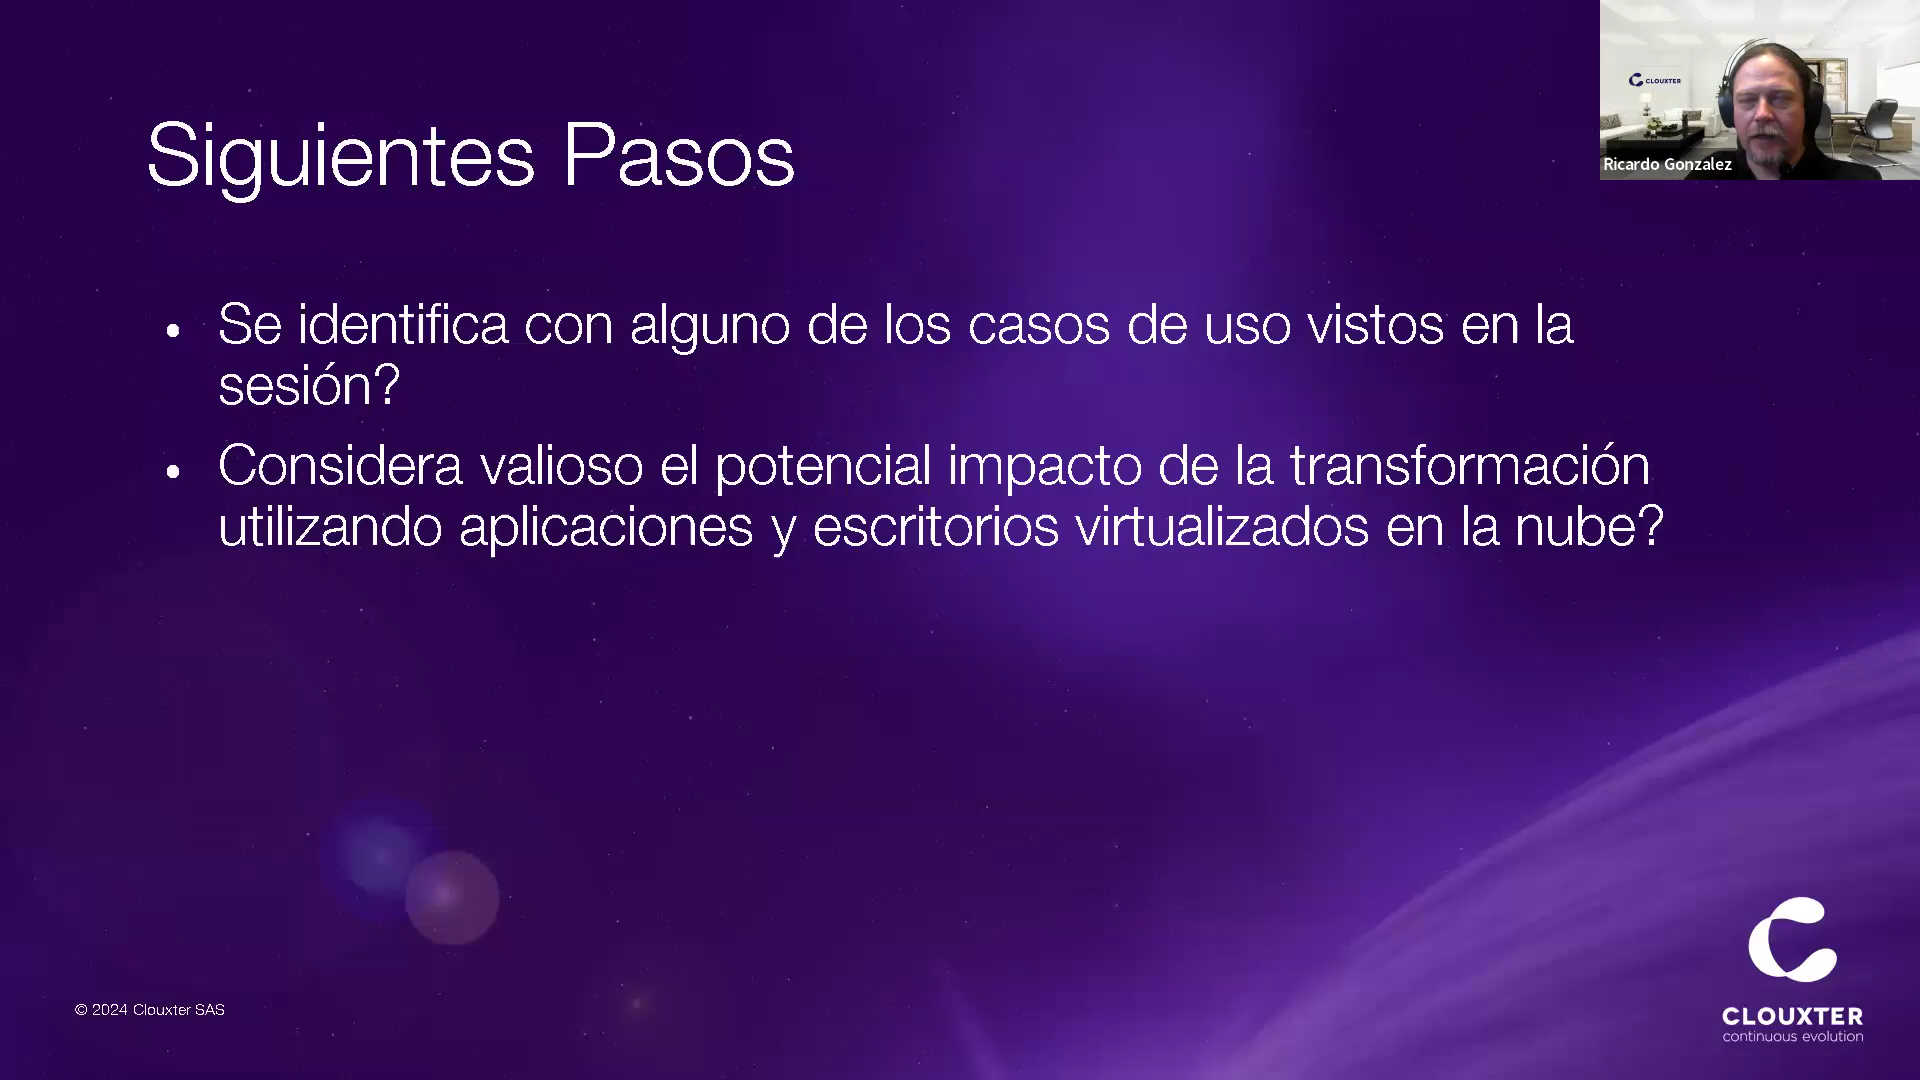 CLOUXTER
Ricardo Gonzalez
Siguientes Pasos
• Se identifica con alguno de los casos de uso vistos en la
sesión?
• Considera valioso el potencial impacto de la transformación
utilizando aplicaciones y escritorios virtualizados en la nube?
© 2024 Clouxter SAS
CLOUXTER
continuous evolution